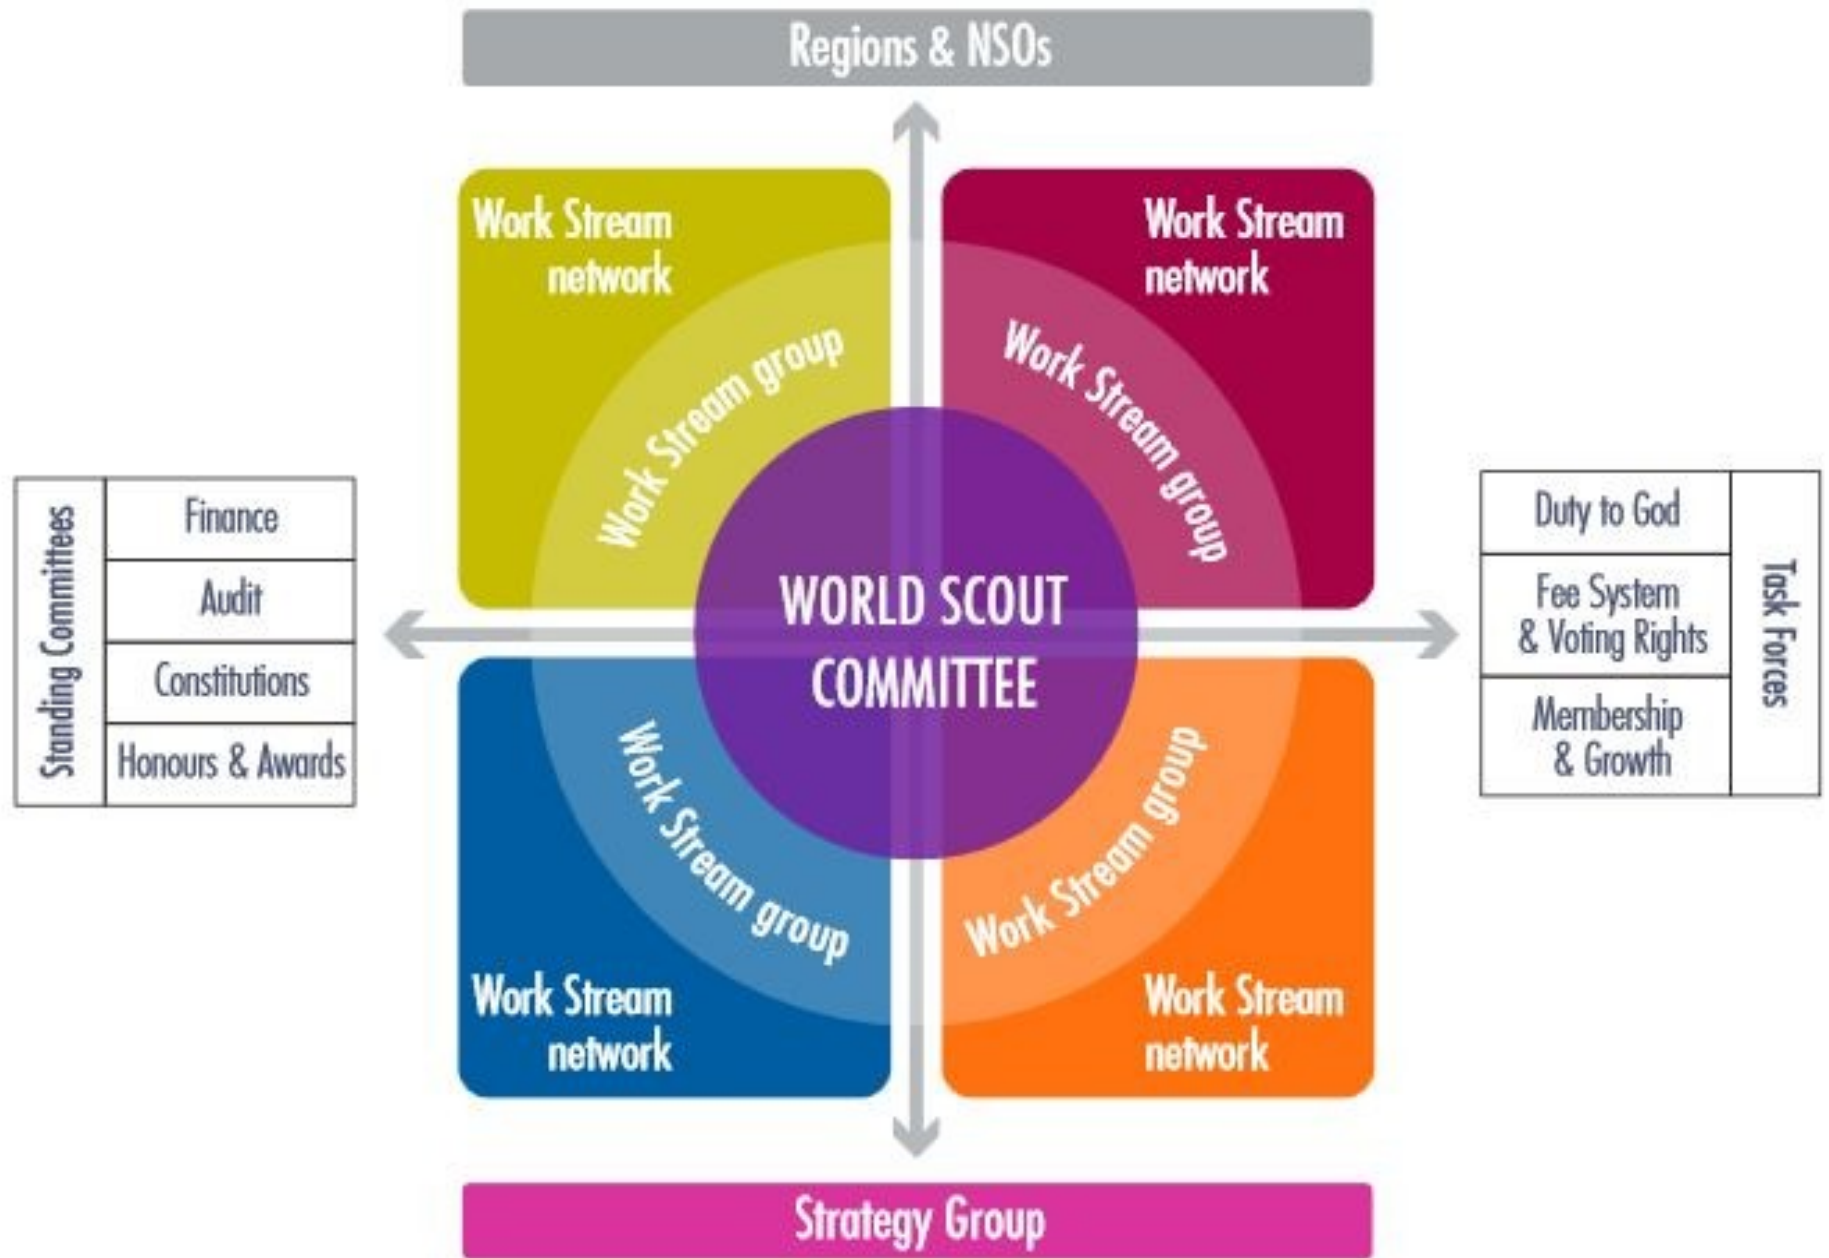 Regions & NSOs
Work Stream
network
Work Stream
network
Work Stream group
Work Stream group
Standing Committees
Finance
Audit
Constitutions
Honours & Awards
WORLD SCOUT
COMMITTEE
Duty to God
Fee System
& Voting Rights
Membership
& Growth
Task Forces
Work Stream group
Work Stream group
Work Stream
network
Work Stream
network
Strategy Group